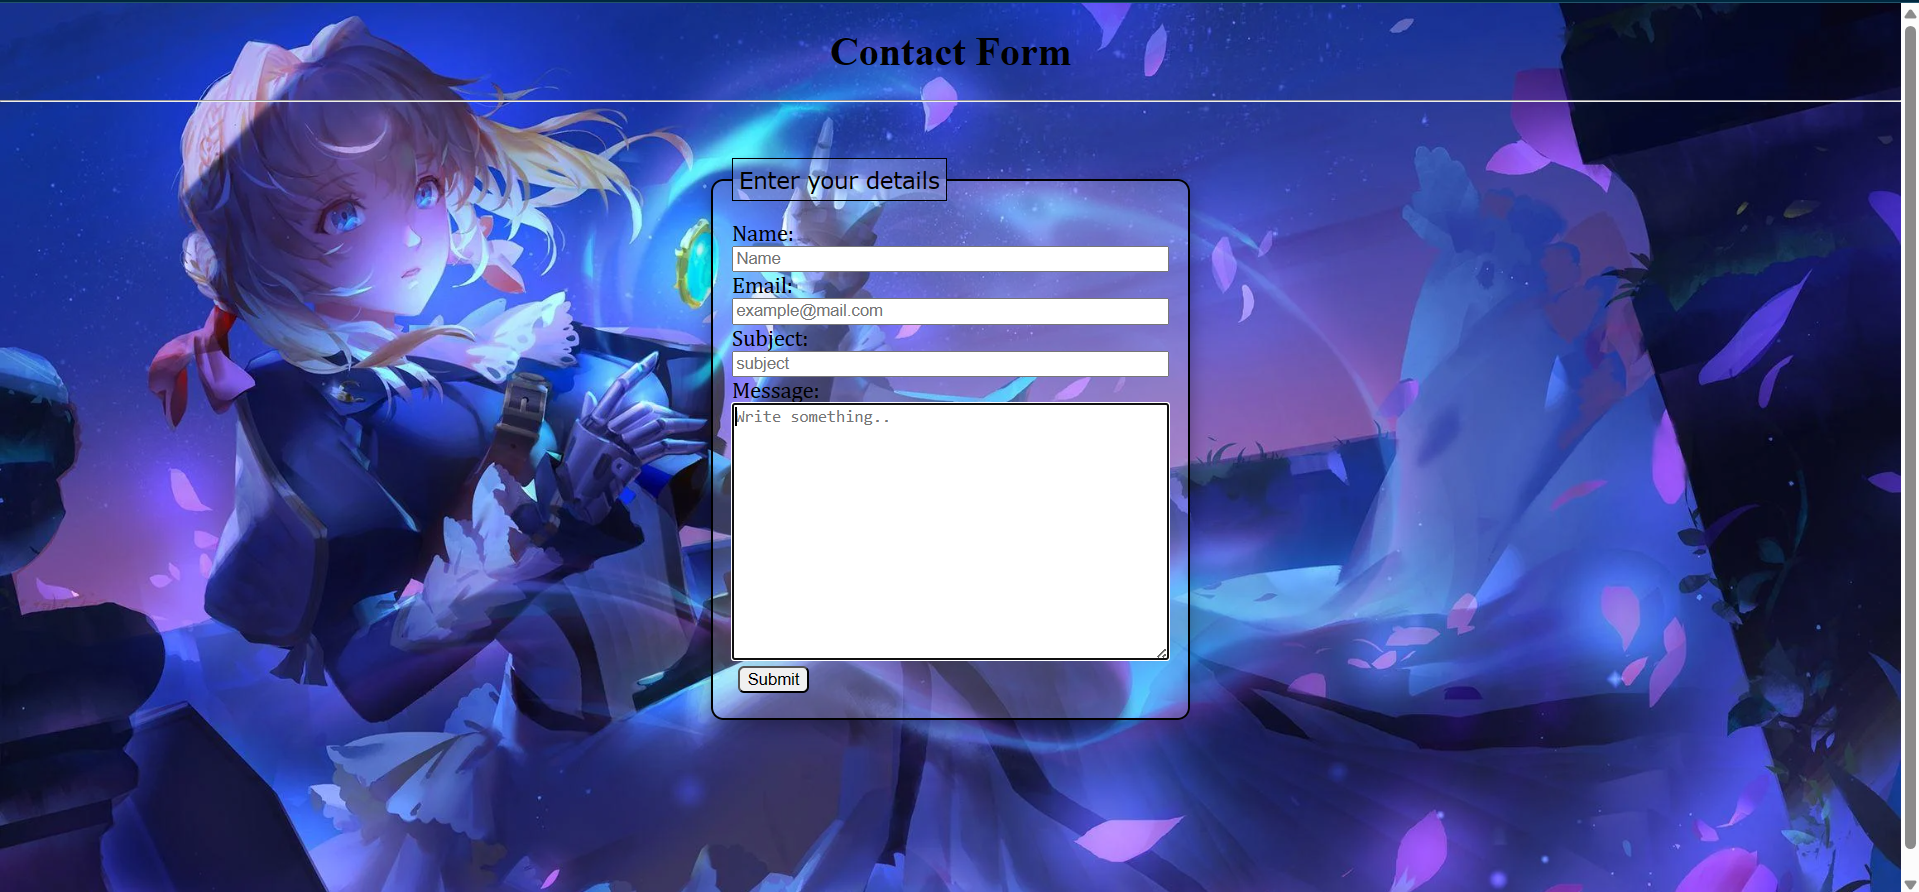 Contact Form
Enter your details
Name:
Name
Email:
example@mail.com
Subject:
subject
Message:
Write something..
Submit